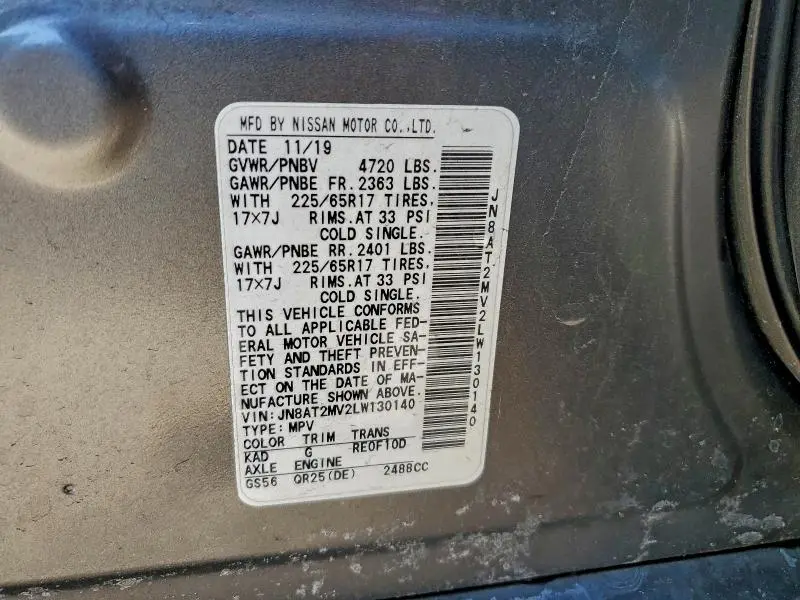 MFD BY NISSAN MOTOR CO.,LTD.
DATE 11/19
GVWR/PNBV 4720 LBS.
GAWR/PNBE FR. 2363 LBS.
WITH 225/65R17 TIRES,
17×7J RIMS.AT 33 PSI
COLD SINGLE.
GAWR/PNBE RR. 2401 LBS.
WITH 225/65R17 TIRES,
17×7J RIMS.AT 33 PSI
COLD SINGLE.
THIS VEHICLE CONFORMS
TO ALL APPLICABLE FED-
ERAL MOTOR VEHICLE SA-
FETY AND THEFT PREVEN-
TION STANDARDS IN EFF-
ECT ON THE DATE OF MA-
NUFACTURE SHOWN ABOVE.
VIN: JN8AT2MV2LW130140
TYPE: MPV
COLOR TRIM TRANS
KAD G RE0F10D
AXLE ENGINE
GS56 QR25(DE) 2488CC
JN8AT2MV2LW130140